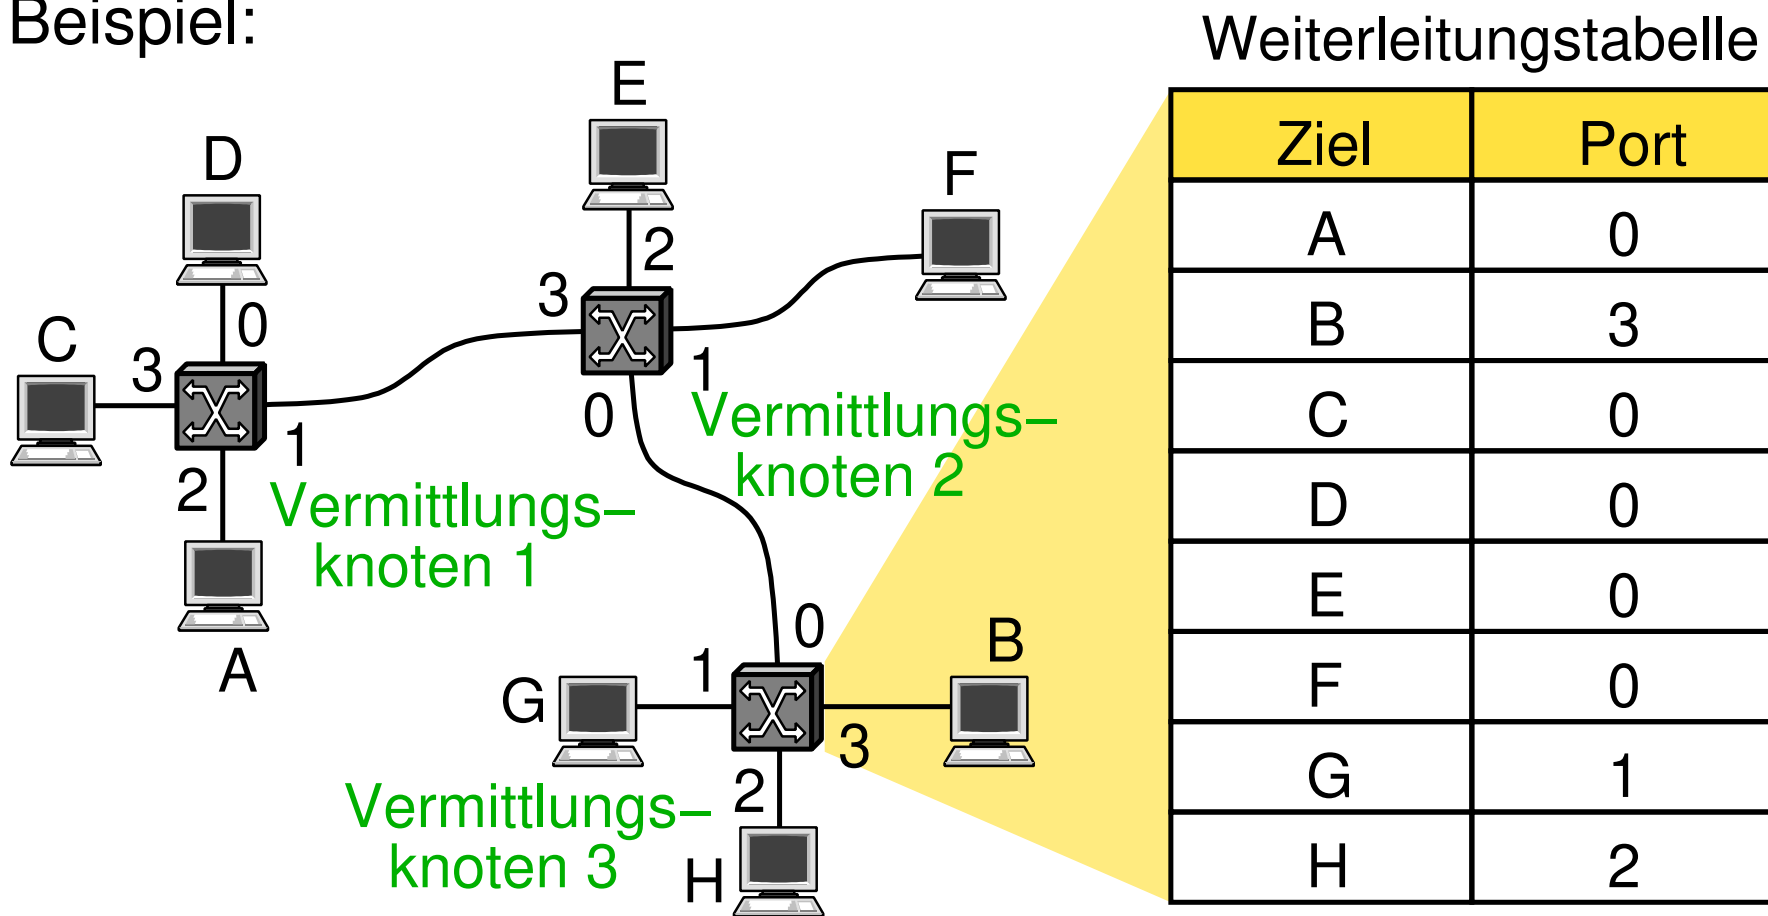 Beispiel:
Weiterleitungstabelle
Ziel Port
A 0
B 3
C 0
D 0
E 0
F 0
G 1
H 2
E
D
F
2
3
C
0
3
1
0
1
2
Vermittlungs–
knoten 2
Vermittlungs–
knoten 1
A
0
B
1
G
3
2
Vermittlungs–
knoten 3
H